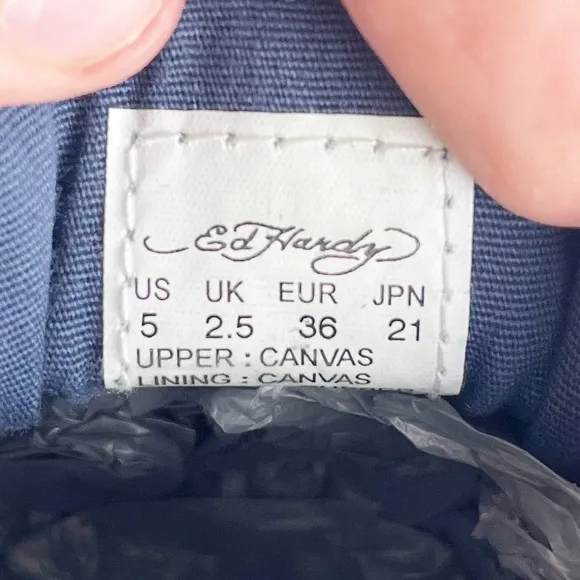 Ed Hardy
US UK EUR JPN
5 2.5 36 21
UPPER : CANVAS
LINING : CANVAS